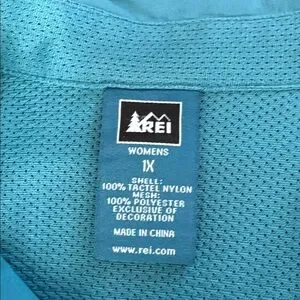 REI
WOMENS
1X
SHELL:
100% TACTEL NYLON
MESH:
100% POLYESTER
EXCLUSIVE OF
DECORATION
MADE IN CHINA
www.rei.com